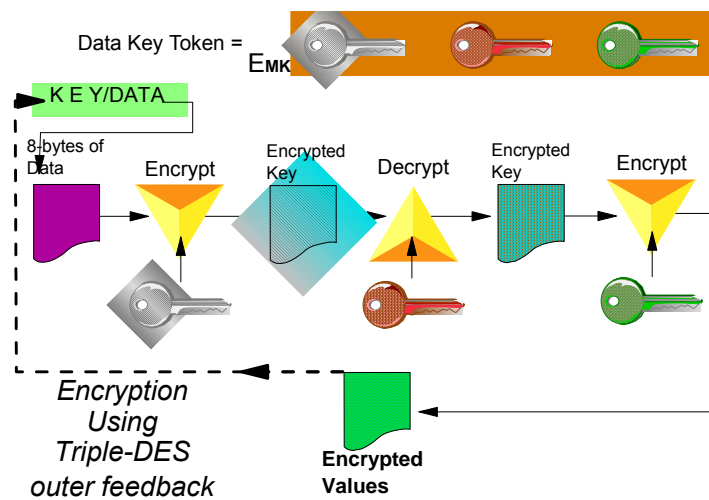 Data Key Token =
EMK
K E Y/DATA
8-bytes of
Data
Encrypt
Encrypted
Key
Decrypt
Encrypted
Key
Encrypt
Encryption
Using
Triple-DES
outer feedback
Encrypted
Values